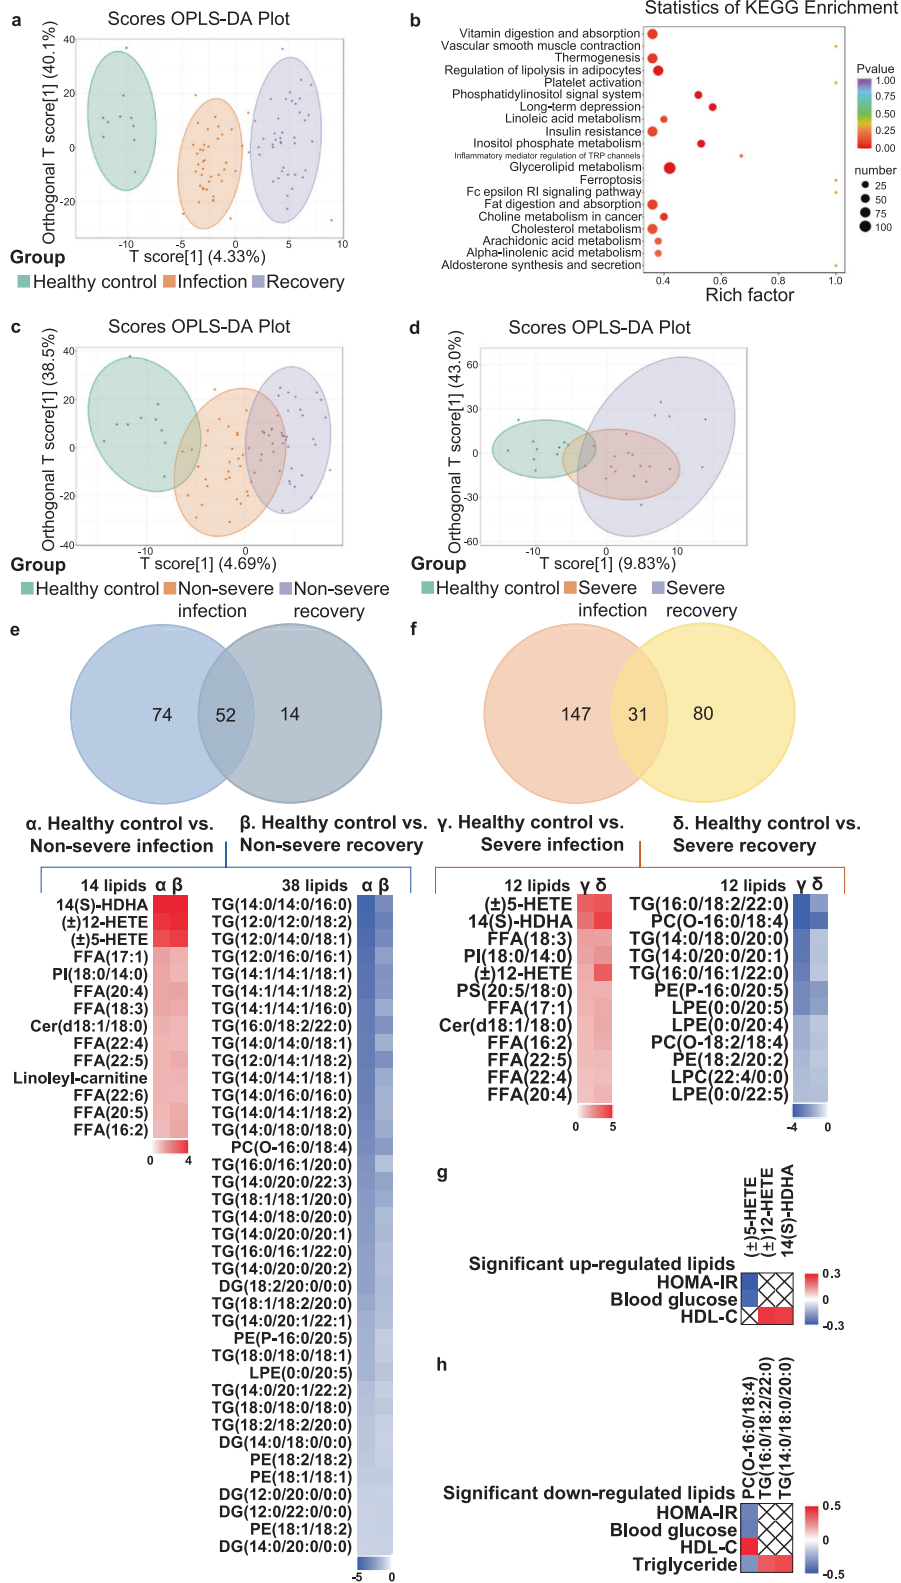 a
Scores OPLS-DA Plot
Orthogonal T score[1] (40.1%)
40
20
0
-20
-10
-5
0
5
10
T score[1] (4.33%)
Group
Healthy control
Infection
Recovery
b
Statistics of KEGG Enrichment
Vitamin digestion and absorption
Vascular smooth muscle contraction
Thermogenesis
Regulation of lipolysis in adipocytes
Platelet activation
Phosphatidylinositol signal system
Long-term depression
Linoleic acid metabolism
Insulin resistance
Inositol phosphate metabolism
Inflammatory mediator regulation of TRP channels
Glycerolipid metabolism
Ferroptosis
Fc epsilon RI signaling pathway
Fat digestion and absorption
Choline metabolism in cancer
Cholesterol metabolism
Arachidonic acid metabolism
Alpha-linolenic acid metabolism
Aldosterone synthesis and secretion
0.4
0.6
0.8
1.0
Rich factor
Pvalue
1.00
0.75
0.50
0.25
0.00
number
25
50
75
100
c
Scores OPLS-DA Plot
Orthogonal T score[1] (38.5%)
40
20
0
-20
-40
-10
0
T score[1] (4.69%)
Group
Healthy control
Non-severe infection
Non-severe recovery
d
Scores OPLS-DA Plot
Orthogonal T score[1] (43.0%)
60
30
0
-30
-60
-10
0
10
T score[1] (9.83%)
Group
Healthy control
Severe infection
Severe recovery
e
74
52
14
α. Healthy control vs.
Non-severe infection
β. Healthy control vs.
Non-severe recovery
f
147
31
80
γ. Healthy control vs.
Severe infection
δ. Healthy control vs.
Severe recovery
14 lipids α β
14(S)-HDHA
(±)12-HETE
(±)5-HETE
FFA(17:1)
PI(18:0/14:0)
FFA(20:4)
FFA(18:3)
Cer(d18:1/18:0)
FFA(22:4)
FFA(22:5)
Linoleyl-carnitine
FFA(22:6)
FFA(20:5)
FFA(16:2)
0
4
38 lipids α β
TG(14:0/14:0/16:0)
TG(12:0/12:0/18:2)
TG(12:0/14:0/18:1)
TG(12:0/16:0/16:1)
TG(14:1/14:1/18:1)
TG(14:1/14:1/18:2)
TG(14:1/14:1/16:0)
TG(16:0/18:2/22:0)
TG(14:0/14:0/18:1)
TG(12:0/14:1/18:2)
TG(14:0/14:1/18:1)
TG(14:0/16:0/16:0)
TG(14:0/14:1/18:2)
TG(14:0/18:0/18:0)
PC(O-16:0/18:4)
TG(16:0/16:1/20:0)
TG(14:0/20:0/22:3)
TG(18:1/18:1/20:0)
TG(14:0/18:0/20:0)
TG(14:0/20:0/20:1)
TG(16:0/16:1/22:0)
TG(14:0/20:0/20:2)
DG(18:2/20:0/0:0)
TG(18:1/18:2/20:0)
TG(14:0/20:1/22:1)
PE(P-16:0/20:5)
TG(18:0/18:0/18:1)
LPE(0:0/20:5)
TG(14:0/20:1/22:2)
TG(18:0/18:0/18:0)
TG(18:2/18:2/20:0)
DG(14:0/18:0/0:0)
PE(18:2/18:2)
PE(18:1/18:1)
DG(12:0/20:0/0:0)
DG(12:0/22:0/0:0)
PE(18:1/18:2)
DG(14:0/20:0/0:0)
-5
0
12 lipids γ δ
(±)5-HETE
14(S)-HDHA
FFA(18:3)
PI(18:0/14:0)
(±)12-HETE
PS(20:5/18:0)
FFA(17:1)
Cer(d18:1/18:0)
FFA(16:2)
FFA(22:5)
FFA(22:4)
FFA(20:4)
0
5
12 lipids γ δ
TG(16:0/18:2/22:0)
PC(O-16:0/18:4)
TG(14:0/18:0/20:0)
TG(14:0/20:0/20:1)
TG(16:0/16:1/22:0)
PE(P-16:0/20:5)
LPE(0:0/20:5)
LPE(0:0/20:4)
PC(O-18:2/18:4)
PE(18:2/20:2)
LPC(22:4/0:0)
LPE(0:0/22:5)
-4
0
g
(±)5-HETE
(±)12-HETE
14(S)-HDHA
Significant up-regulated lipids
HOMA-IR
Blood glucose
HDL-C
0.3
0
-0.3
h
PC(O-16:0/18:4)
TG(16:0/18:2/22:0)
TG(14:0/18:0/20:0)
Significant down-regulated lipids
HOMA-IR
Blood glucose
HDL-C
Triglyceride
0.5
0
-0.5